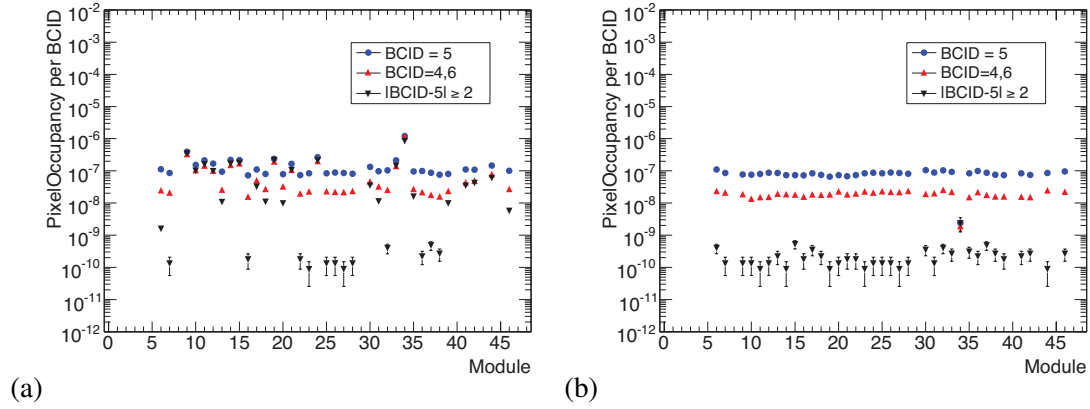 PixelOccupancy per BCID
10⁻²
10⁻³
10⁻⁴
10⁻⁵
10⁻⁶
10⁻⁷
10⁻⁸
10⁻⁹
10⁻¹⁰
10⁻¹¹
10⁻¹²
BCID = 5
BCID=4,6
|BCID-5| ≥ 2
0 5 10 15 20 25 30 35 40 45
Module
(a)
PixelOccupancy per BCID
10⁻²
10⁻³
10⁻⁴
10⁻⁵
10⁻⁶
10⁻⁷
10⁻⁸
10⁻⁹
10⁻¹⁰
10⁻¹¹
10⁻¹²
BCID = 5
BCID=4,6
|BCID-5| ≥ 2
0 5 10 15 20 25 30 35 40 45
Module
(b)